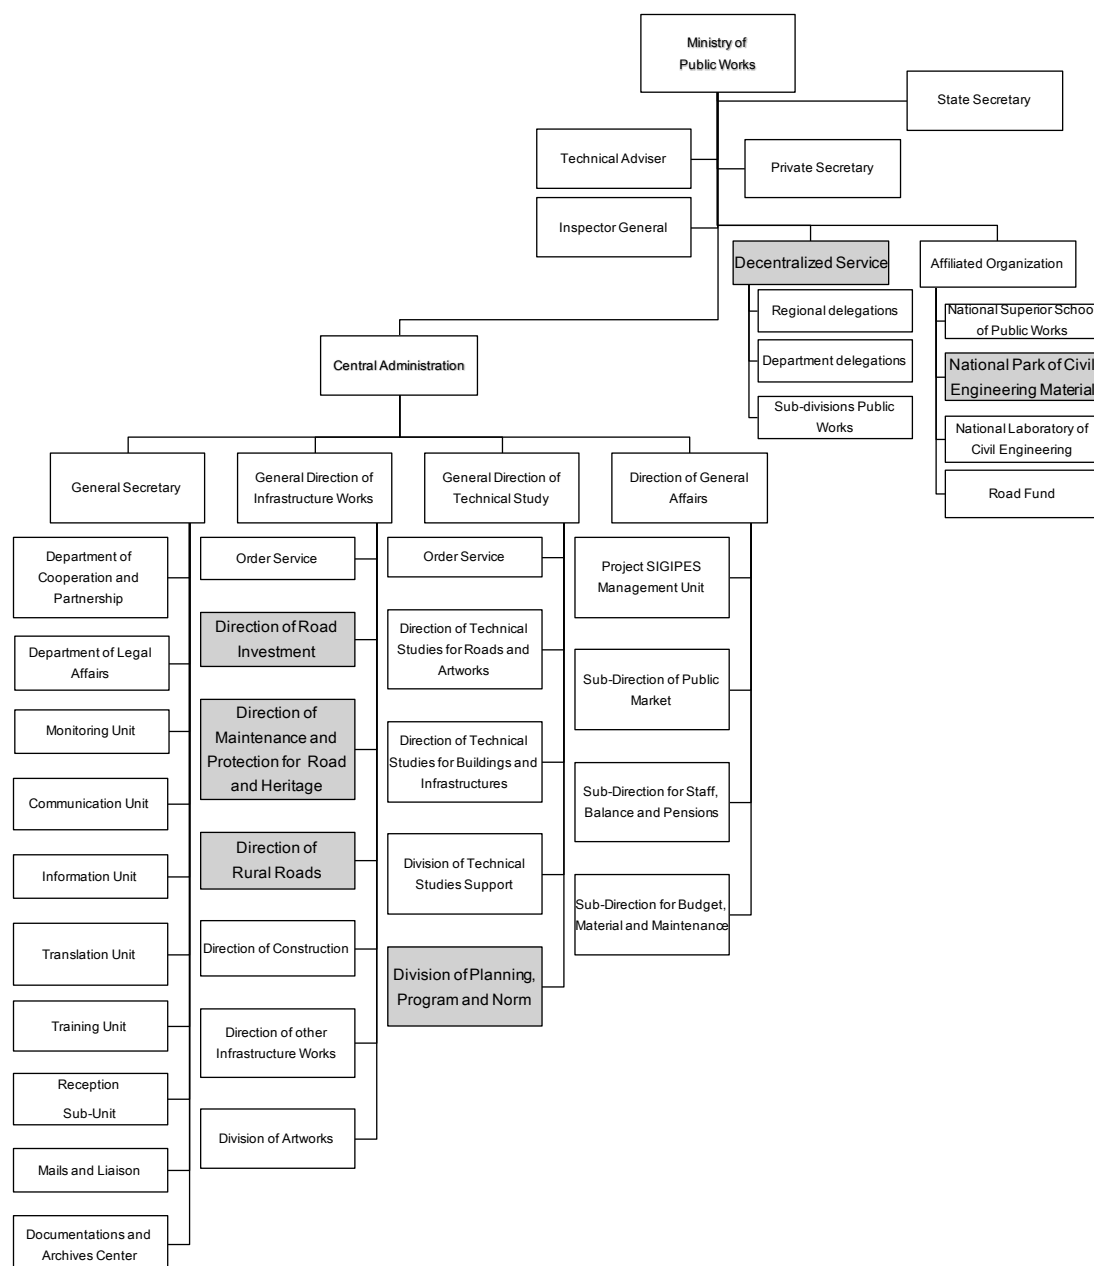 Ministry of
Public Works
State Secretary
Technical Adviser
Private Secretary
Inspector General
Decentralized Service
Affiliated Organization
Regional delegations
Department delegations
Sub-divisions Public
Works
National Superior School
of Public Works
National Park of Civil
Engineering Material
National Laboratory of
Civil Engineering
Road Fund
Central Administration
General Secretary
General Direction of
Infrastructure Works
General Direction of
Technical Study
Direction of General
Affairs
Department of
Cooperation and
Partnership
Department of Legal
Affairs
Monitoring Unit
Communication Unit
Information Unit
Translation Unit
Training Unit
Reception
Sub-Unit
Mails and Liaison
Documentations and
Archives Center
Order Service
Direction of Road
Investment
Direction of
Maintenance and
Protection for Road
and Heritage
Direction of
Rural Roads
Direction of Construction
Direction of other
Infrastructure Works
Division of Artworks
Order Service
Direction of Technical
Studies for Roads and
Artworks
Direction of Technical
Studies for Buildings and
Infrastructures
Division of Technical
Studies Support
Division of Planning,
Program and Norm
Project SIGIPES
Management Unit
Sub-Direction of Public
Market
Sub-Direction for Staff,
Balance and Pensions
Sub-Direction for Budget,
Material and Maintenance